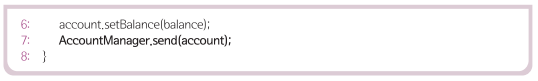 6: account.setBalance(balance);
7: AccountManager.send(account);
8: }